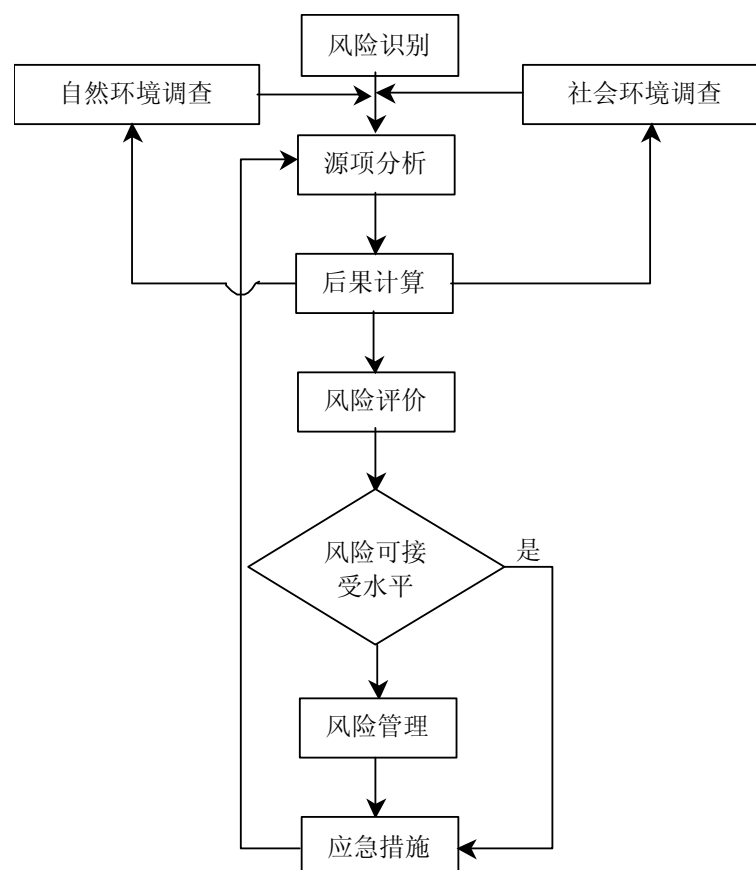 风险识别
自然环境调查
社会环境调查
源项分析
后果计算
风险评价
风险可接
受水平
是
风险管理
应急措施